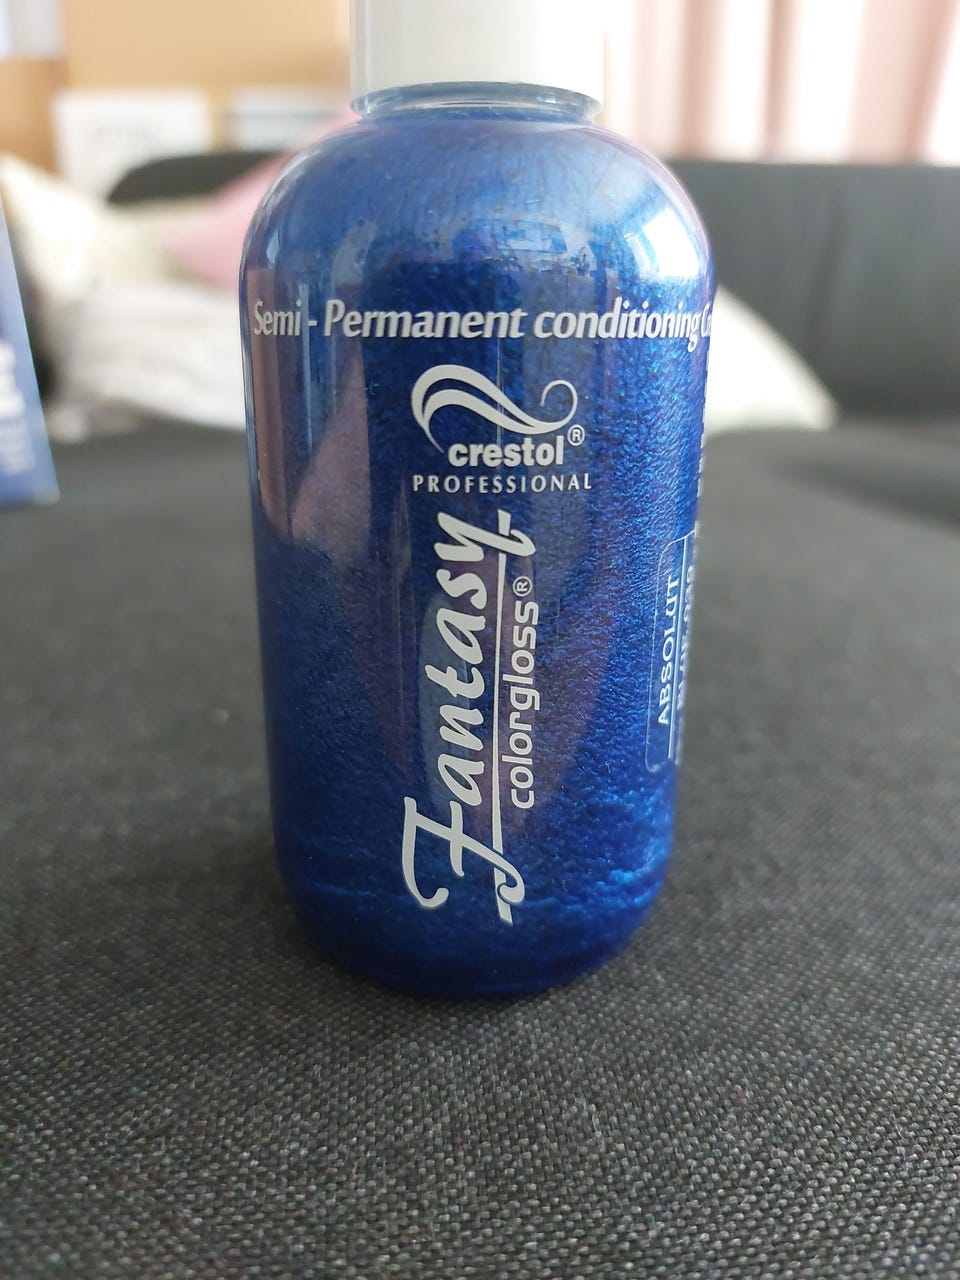 Semi - Permanent conditioning
crestol®
PROFESSIONAL
Fantasy
colorgloss®
ABSOLUT